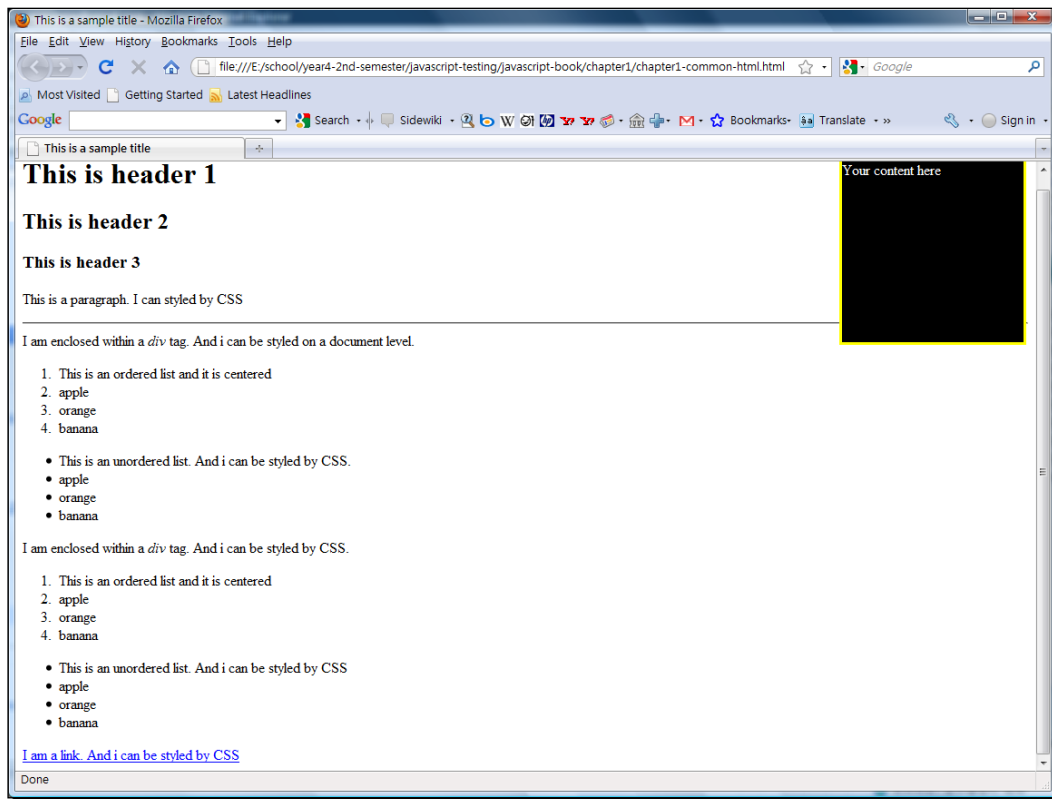 This is a sample title - Mozilla Firefox
File Edit View History Bookmarks Tools Help
file:///E:/school/year4-2nd-semester/javascript-testing/javascript-book/chapter1/chapter1-common-html.html Google
Most Visited Getting Started Latest Headlines
Google Search Sidewiki Bookmarks Translate » Sign in
This is a sample title
This is header 1
Your content here
This is header 2
This is header 3
This is a paragraph. I can styled by CSS
I am enclosed within a div tag. And i can be styled on a document level.
1. This is an ordered list and it is centered
2. apple
3. orange
4. banana
• This is an unordered list. And i can be styled by CSS.
• apple
• orange
• banana
I am enclosed within a div tag. And i can be styled by CSS.
1. This is an ordered list and it is centered
2. apple
3. orange
4. banana
• This is an unordered list. And i can be styled by CSS
• apple
• orange
• banana
I am a link. And i can be styled by CSS
Done